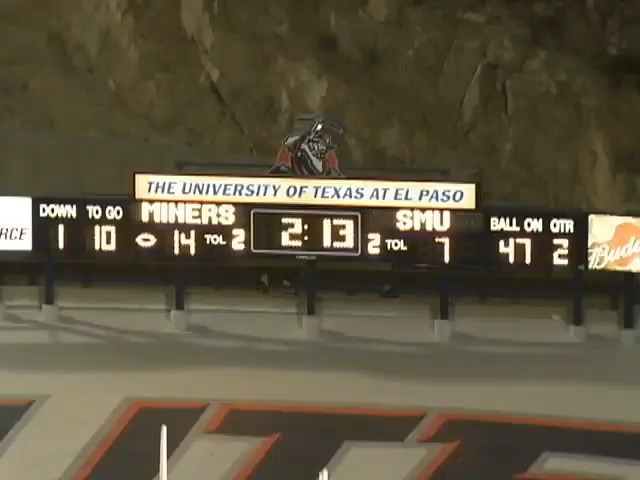 THE UNIVERSITY OF TEXAS AT EL PASO
DOWN TO GO MINERS 2:13 SMU BALL ON QTR
1 10 14 TOL 2 2 TOL 7 47 2
RCE
Budw